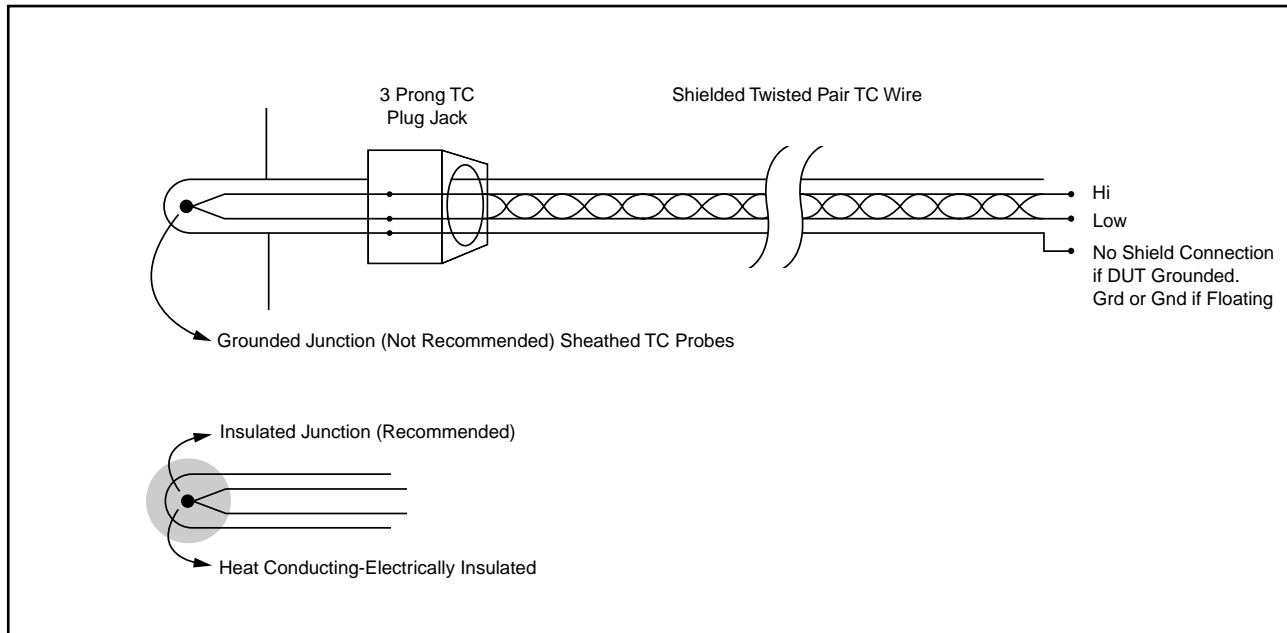 3 Prong TC
Plug Jack
Shielded Twisted Pair TC Wire
Hi
Low
No Shield Connection
if DUT Grounded.
Grd or Gnd if Floating
Grounded Junction (Not Recommended) Sheathed TC Probes
Insulated Junction (Recommended)
Heat Conducting-Electrically Insulated